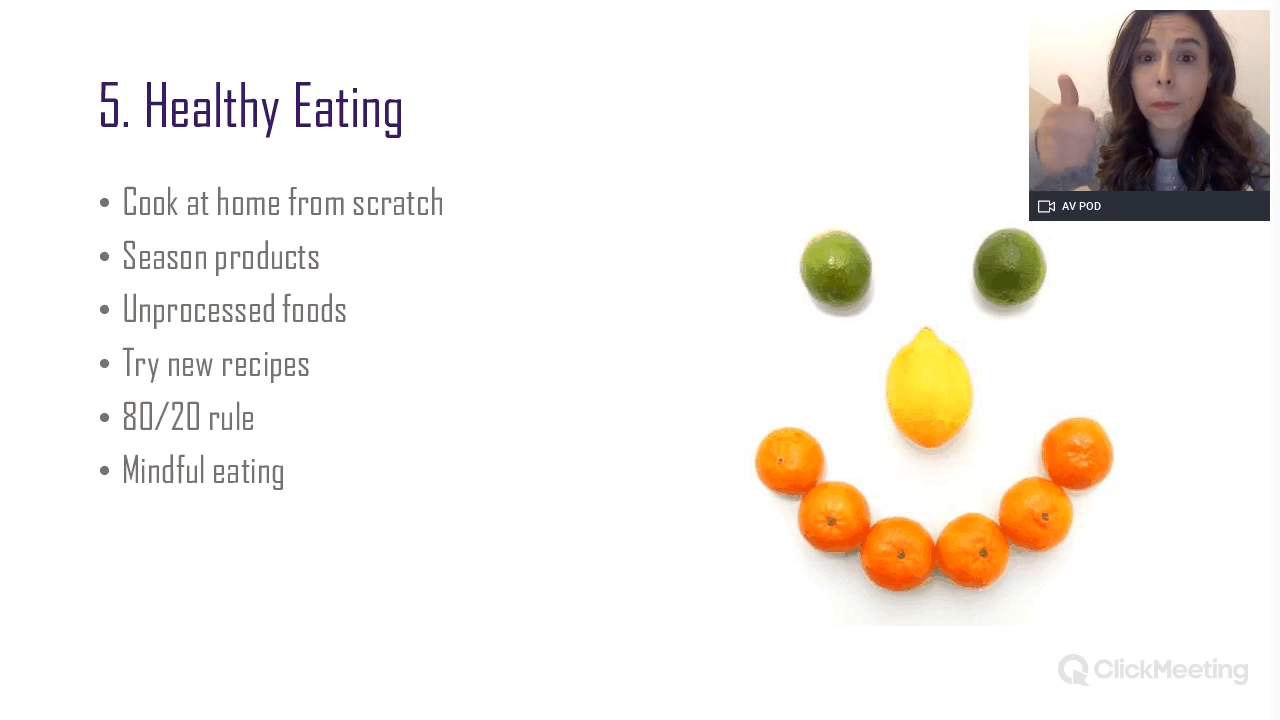 5. Healthy Eating
• Cook at home from scratch
• Season products
• Unprocessed foods
• Try new recipes
• 80/20 rule
• Mindful eating
AV POD
ClickMeeting